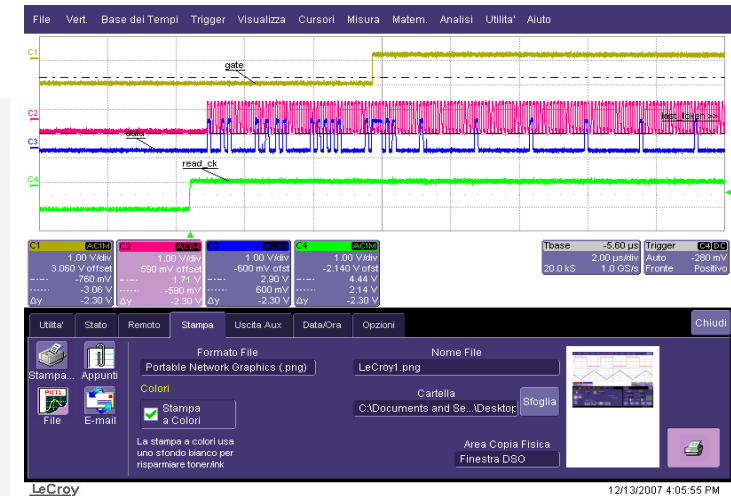 File Vert. Base dei Tempi Trigger Visualizza Cursori Misura Matem. Analisi Utilita' Aiuto
C1
gate
C2
last_token >>
data
C3
read_ck
C4
C1 AC1M
1.00 V/div
3.060 V offset
-760 mV
-3.06 V
Δy -2.30 V
C2 AC1M
1.00 V/div
590 mV offset
1.71 V
-590 mV
Δy -2.30 V
C3
1.00 V/div
-600 mV ofst
2.90 V
600 mV
Δy -2.30 V
C4 AC1M
1.00 V/div
-2.140 V ofst
4.44 V
2.14 V
Δy -2.30 V
Tbase -5.60 µs
2.00 µs/div
20.0 kS 1.0 GS/s
Trigger C4 DC
Auto -280 mV
Fronte Positivo
Utilita' Stato Remoto Stampa Uscita Aux Data/Ora Opzioni Chiudi
Stampa... Appunti
File E-mail
Formato File
Portable Network Graphics (.png)
Colori
Stampa
a Colori
La stampa a colori usa
uno sfondo bianco per
risparmiare toner/ink
Nome File
LeCroy1.png
Cartella
C:\Documents and Se...\Desktop
Sfoglia
Area Copia Fisica
Finestra DSO
LeCroy
12/13/2007 4:05:55 PM